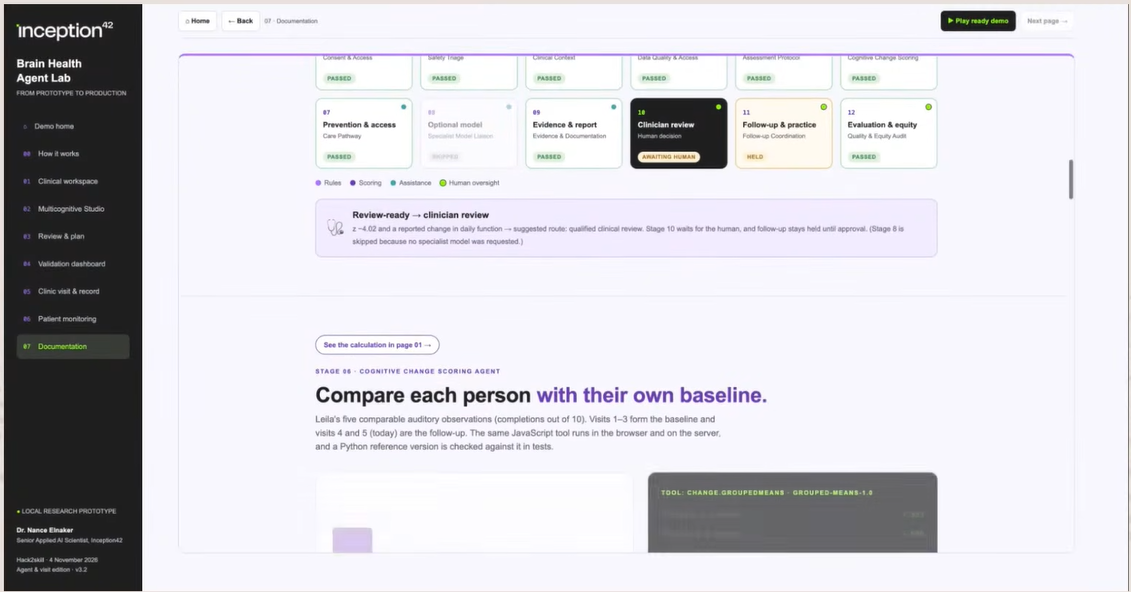 inception42
Brain Health
Agent Lab
FROM PROTOTYPE TO PRODUCTION
Demo home
00 How it works
01 Clinical workspace
02 Multicognitive Studio
03 Review & plan
04 Validation dashboard
05 Clinic visit & record
06 Patient monitoring
07 Documentation
LOCAL RESEARCH PROTOTYPE
Dr. Nance Elnaker
Senior Applied AI Scientist, Inception42
Hack2skill · 4 November 2026
Agent & visit edition · v3.2
⌂ Home
← Back
07 · Documentation
▶ Play ready demo
Next page →
Consent & Access
Safety Triage
Clinical Context
Data Quality & Access
Assessment Protocol
Cognitive Change Scoring
PASSED
PASSED
PASSED
PASSED
PASSED
PASSED
07
Prevention & access
Care Pathway
PASSED
08
Optional model
Specialist Model Liaison
SKIPPED
09
Evidence & report
Evidence & Documentation
PASSED
10
Clinician review
Human decision
AWAITING HUMAN
11
Follow-up & practice
Follow-up Coordination
HELD
12
Evaluation & equity
Quality & Equity Audit
PASSED
Rules Scoring Assistance Human oversight
Review-ready → clinician review
z −4.02 and a reported change in daily function → suggested route: qualified clinical review. Stage 10 waits for the human, and follow-up stays held until approval. (Stage 8 is
skipped because no specialist model was requested.)
See the calculation in page 01 →
STAGE 06 · COGNITIVE CHANGE SCORING AGENT
Compare each person with their own baseline.
Leila's five comparable auditory observations (completions out of 10). Visits 1–3 form the baseline and
visits 4 and 5 (today) are the follow-up. The same JavaScript tool runs in the browser and on the server,
and a Python reference version is checked against it in tests.
TOOL: CHANGE.GROUPEDMEANS · GROUPED-MEANS-1.0